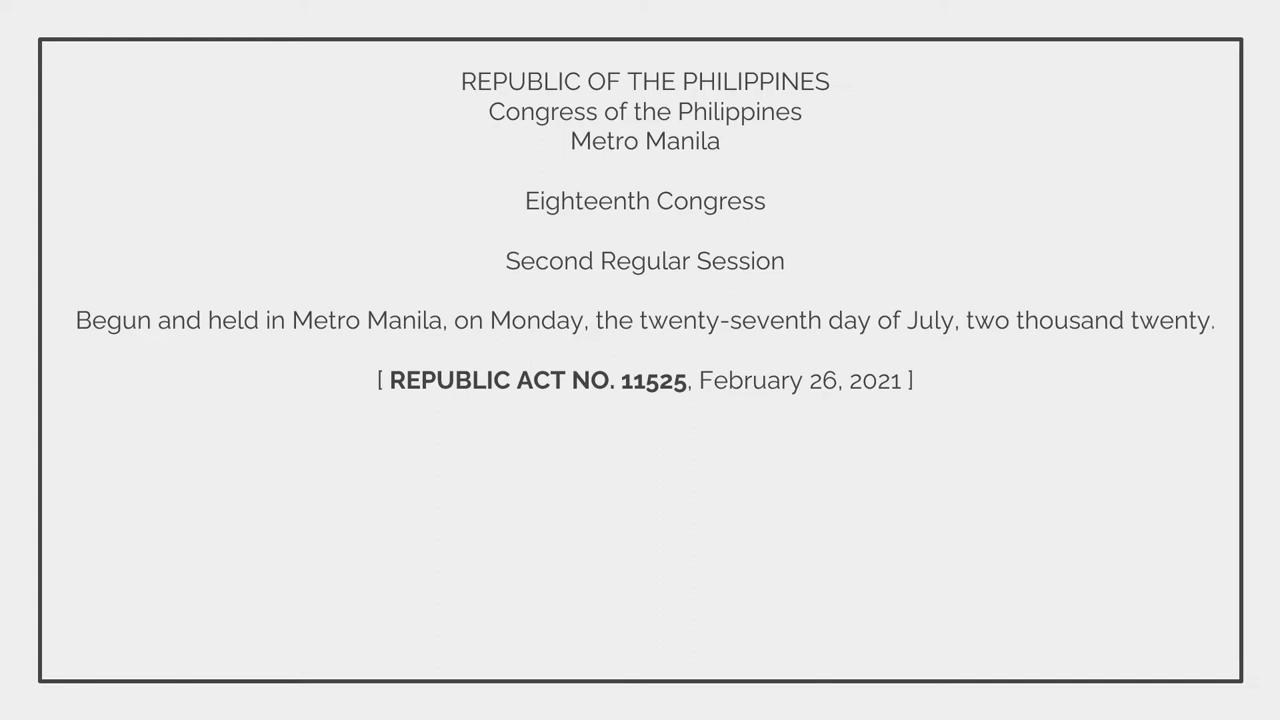 REPUBLIC OF THE PHILIPPINES
Congress of the Philippines
Metro Manila
Eighteenth Congress
Second Regular Session
Begun and held in Metro Manila, on Monday, the twenty-seventh day of July, two thousand twenty.
[ REPUBLIC ACT NO. 11525, February 26, 2021 ]